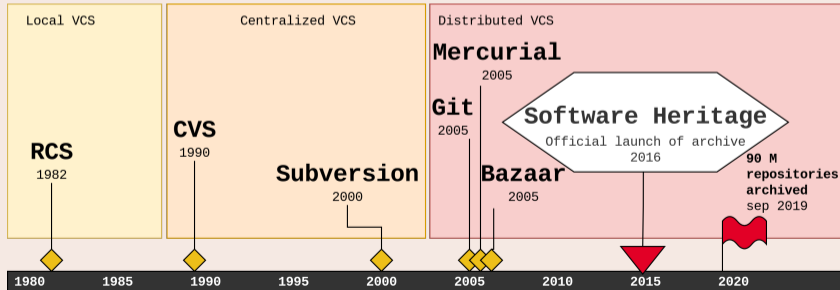 Local VCS
Centralized VCS
Distributed VCS
RCS
1982
CVS
1990
Subversion
2000
Mercurial
2005
Git
2005
Bazaar
2005
Software Heritage
Official launch of archive
2016
90 M
repositories
archived
sep 2019
1980 1985 1990 1995 2000 2005 2010 2015 2020